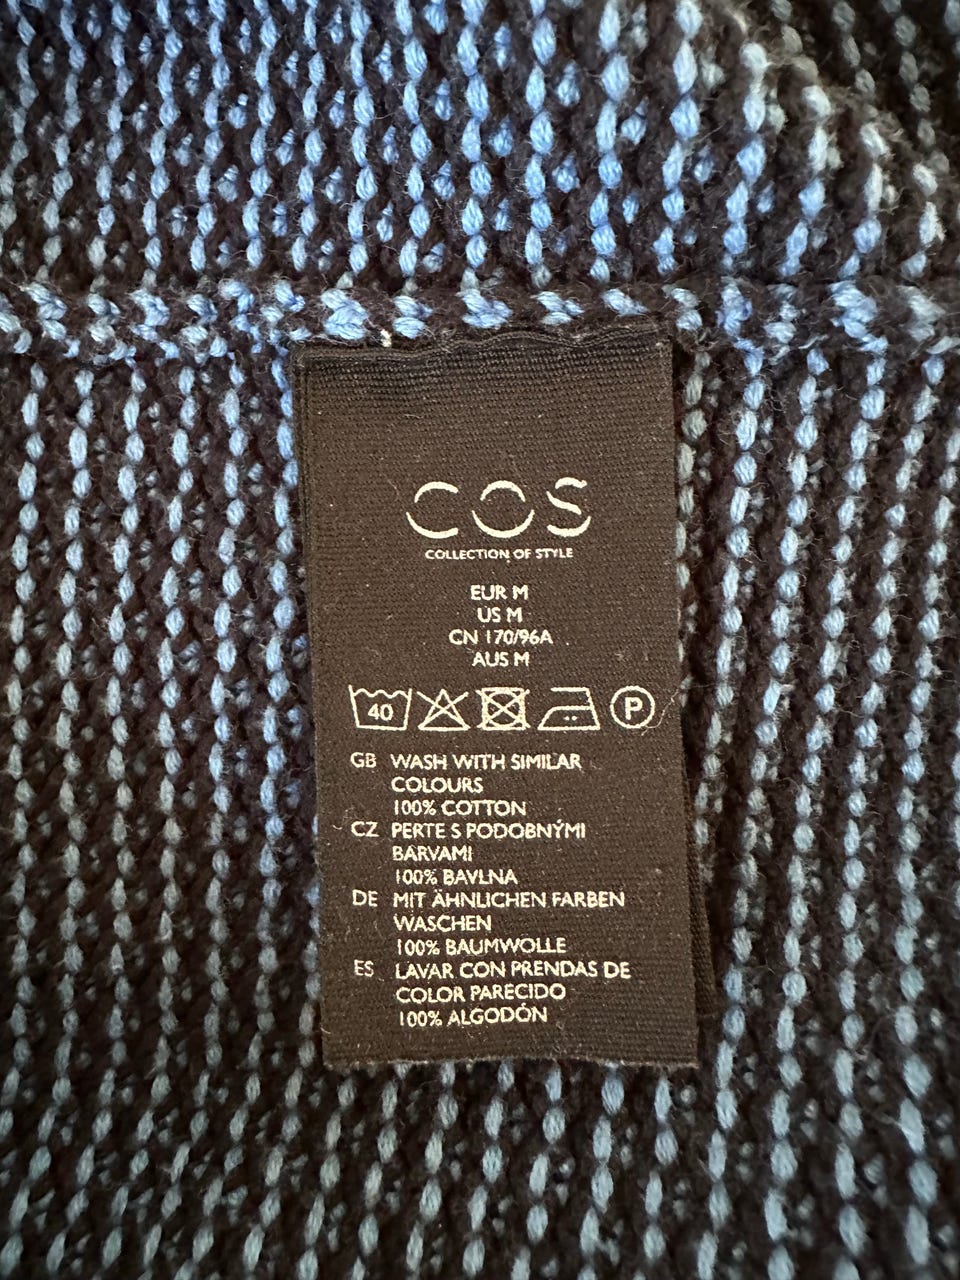 COS
COLLECTION OF STYLE
EUR M
US M
CN 170/96A
AUS M
40 P
GB WASH WITH SIMILAR
COLOURS
100% COTTON
CZ PERTE S PODOBNÝMI
BARVAMI
100% BAVLNA
DE MIT ÄHNLICHEN FARBEN
WASCHEN
100% BAUMWOLLE
ES LAVAR CON PRENDAS DE
COLOR PARECIDO
100% ALGODÓN